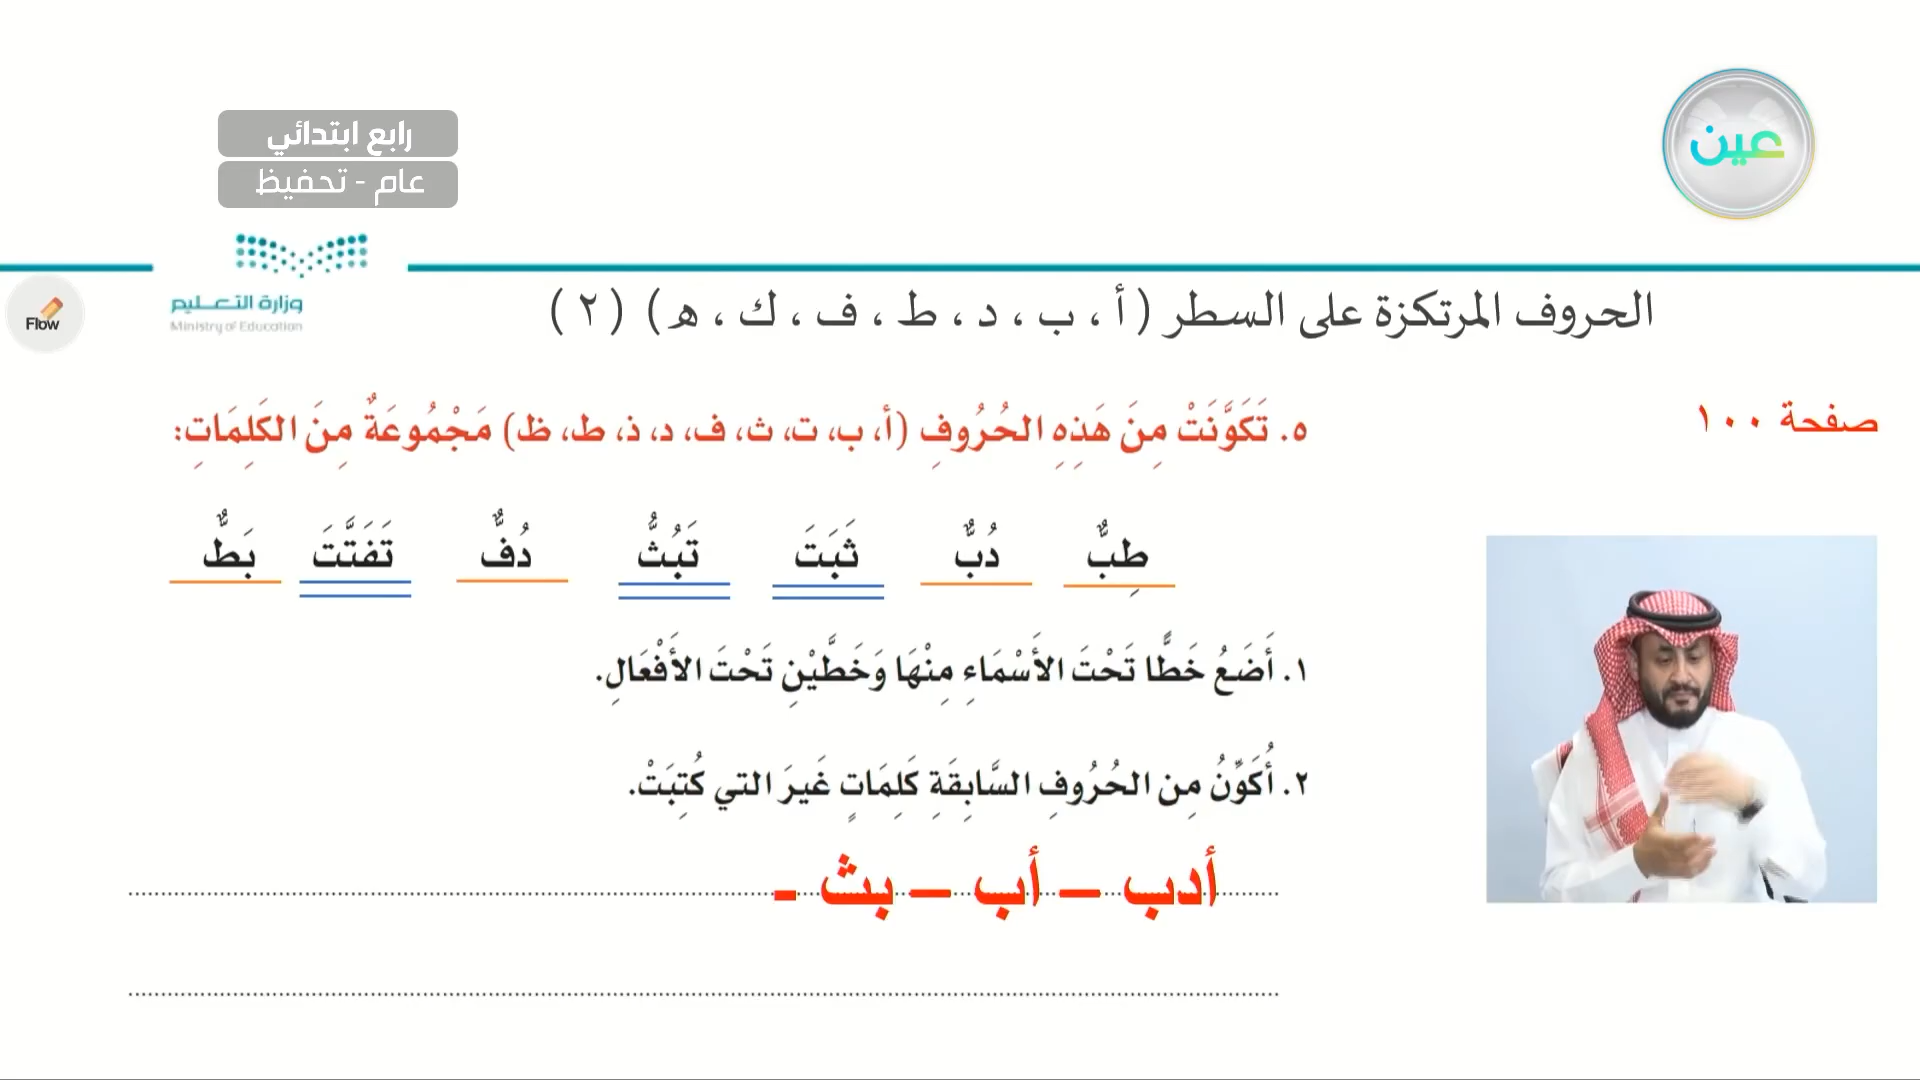 رابع ابتدائي
عام - تحفيظ
عين
وزارة التعـــليم
Ministry of Education
Flow
الحروف المرتكزة على السطر (أ ، ب ، د ، ط ، ف ، ك ، ه) (٢)
صفحة ١٠٠
٥. تَكَوَّنَتْ مِنَ هَذِهِ الحُرُوفِ (أ، ب، ت، ث، ف، د، ذ، ط، ظ) مَجْمُوعَةٌ مِنَ الكَلِمَاتِ:
طِبٌّ دُبٌّ ثَبَتَ تَبُثُّ دُفٌّ تَفَتَّتَ بَطٌّ
١. أَضَعُ خَطًّا تَحْتَ الأَسْمَاءِ مِنْهَا وَخَطَّيْنِ تَحْتَ الأَفْعَالِ.
٢. أُكَوِّنُ مِن الحُرُوفِ السَّابِقَةِ كَلِمَاتٍ غَيرَ التي كُتِبَتْ.
أدب – أب – بث -